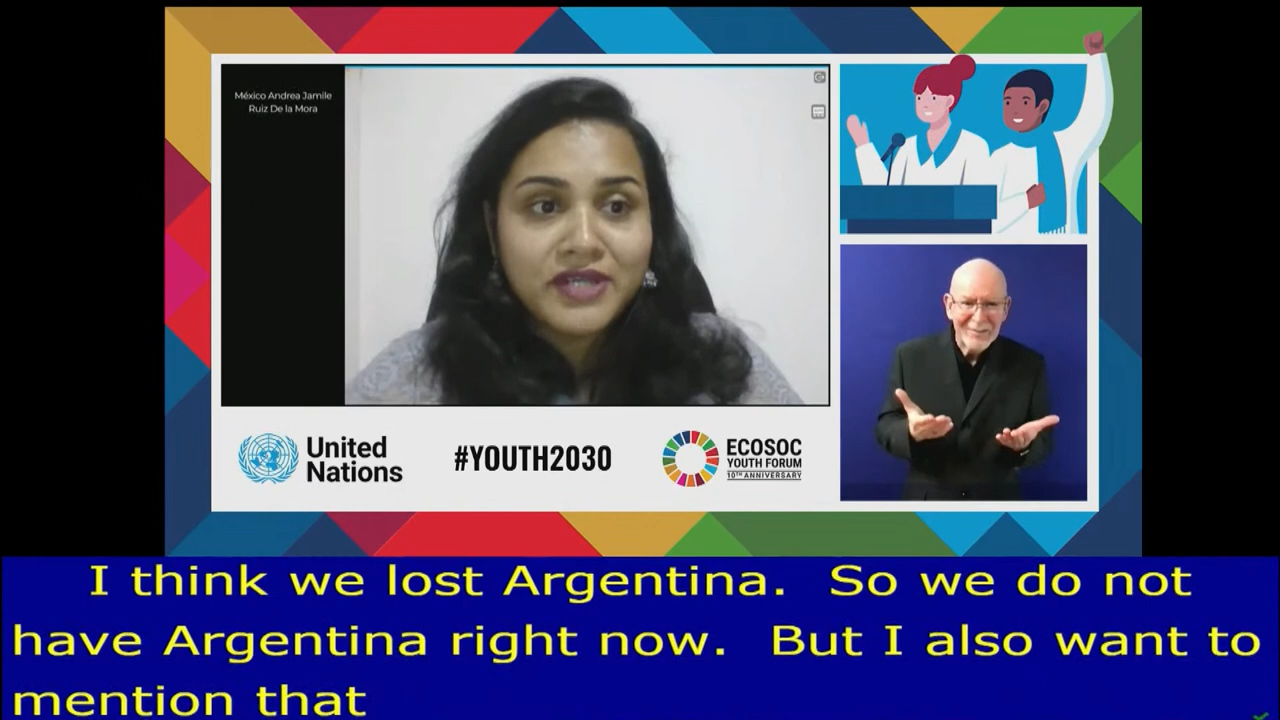 México Andrea Jamile
Ruiz De la Mora
United
Nations
#YOUTH2030
ECOSOC
YOUTH FORUM
10TH ANNIVERSARY
I think we lost Argentina. So we do not
have Argentina right now. But I also want to
mention that